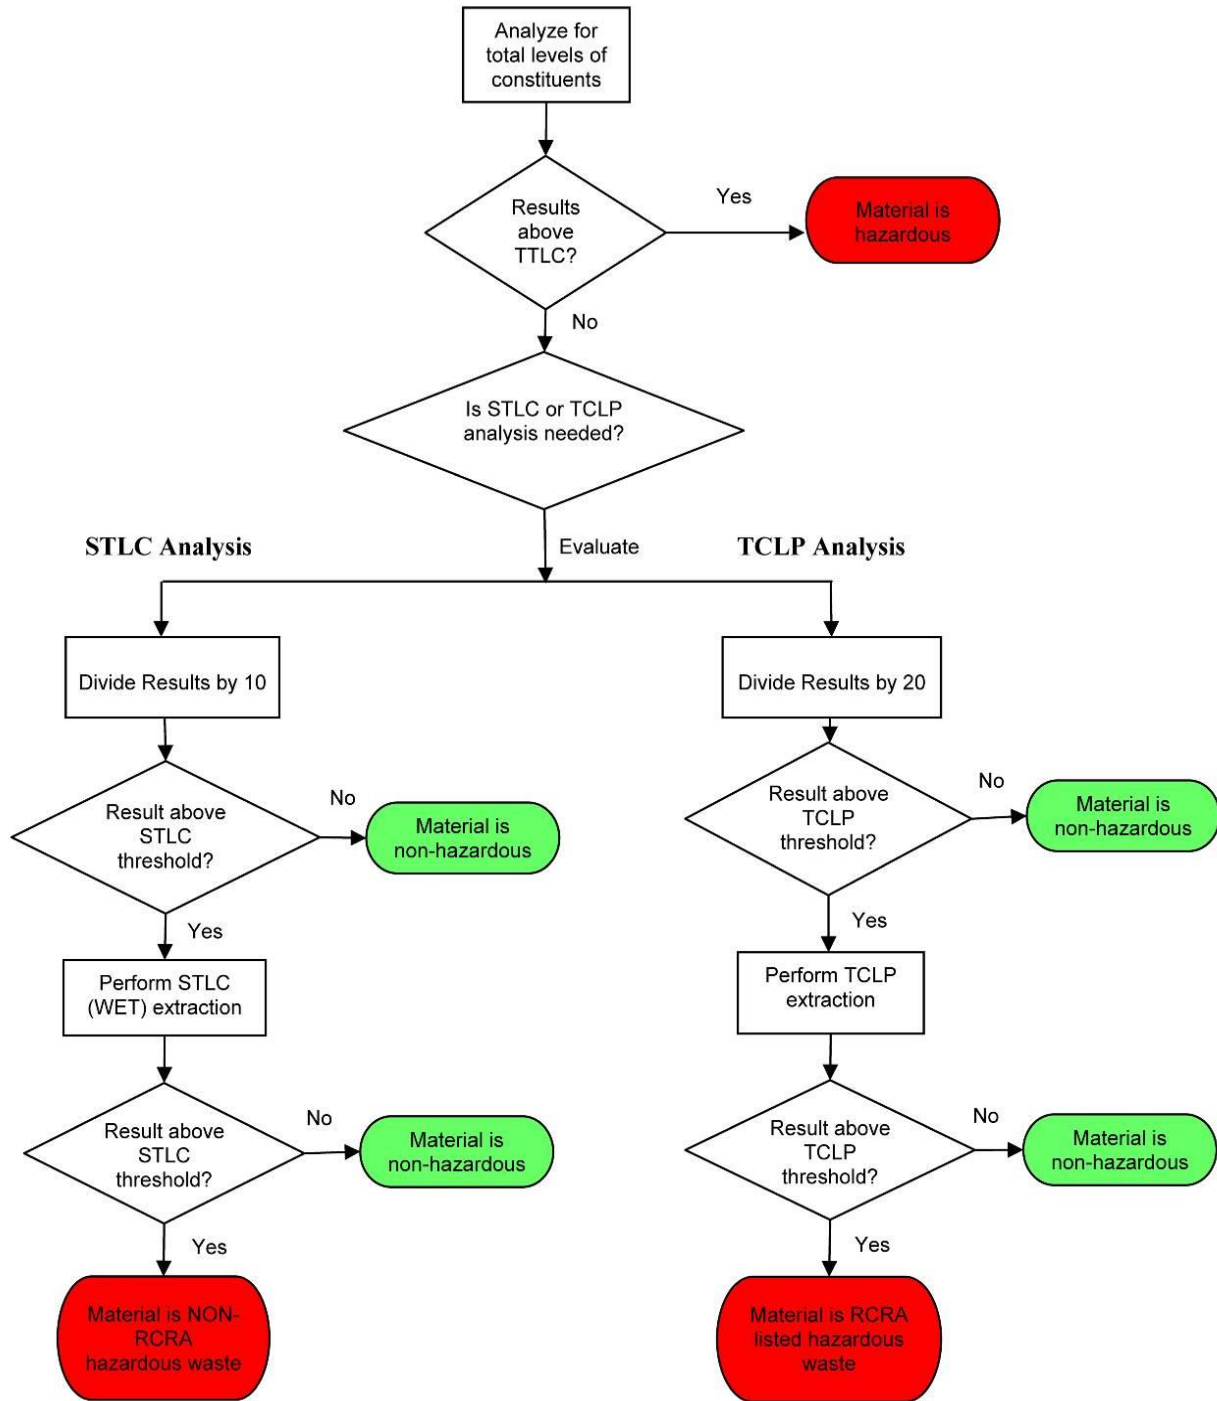 Analyze for
total levels of
constituents
Results
above
TTLC?
Yes
Material is
hazardous
No
Is STLC or TCLP
analysis needed?
Evaluate
STLC Analysis
TCLP Analysis
Divide Results by 10
Result above
STLC
threshold?
No
Material is
non-hazardous
Yes
Perform STLC
(WET) extraction
Result above
STLC
threshold?
No
Material is
non-hazardous
Yes
Material is NON-
RCRA
hazardous waste
Divide Results by 20
Result above
TCLP
threshold?
No
Material is
non-hazardous
Yes
Perform TCLP
extraction
Result above
TCLP
threshold?
No
Material is
non-hazardous
Yes
Material is RCRA
listed hazardous
waste